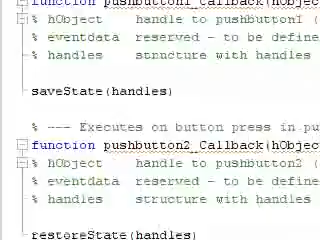 function pushbutton1_Callback(hObject
% hObject    handle to pushbutton1 (
% eventdata  reserved - to be define
% handles    structure with handles
saveState(handles)
% --- Executes on button press in pu
function pushbutton2_Callback(hObjec
% hObject    handle to pushbutton2 (
% eventdata  reserved - to be define
% handles    structure with handles
restoreState(handles)